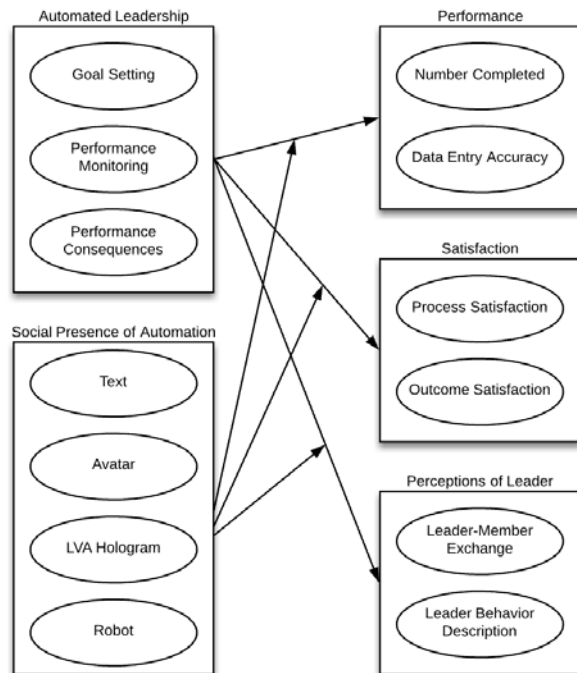 Automated Leadership
Goal Setting
Performance
Monitoring
Performance
Consequences
Social Presence of Automation
Text
Avatar
LVA Hologram
Robot
Performance
Number Completed
Data Entry Accuracy
Satisfaction
Process Satisfaction
Outcome Satisfaction
Perceptions of Leader
Leader-Member
Exchange
Leader Behavior
Description